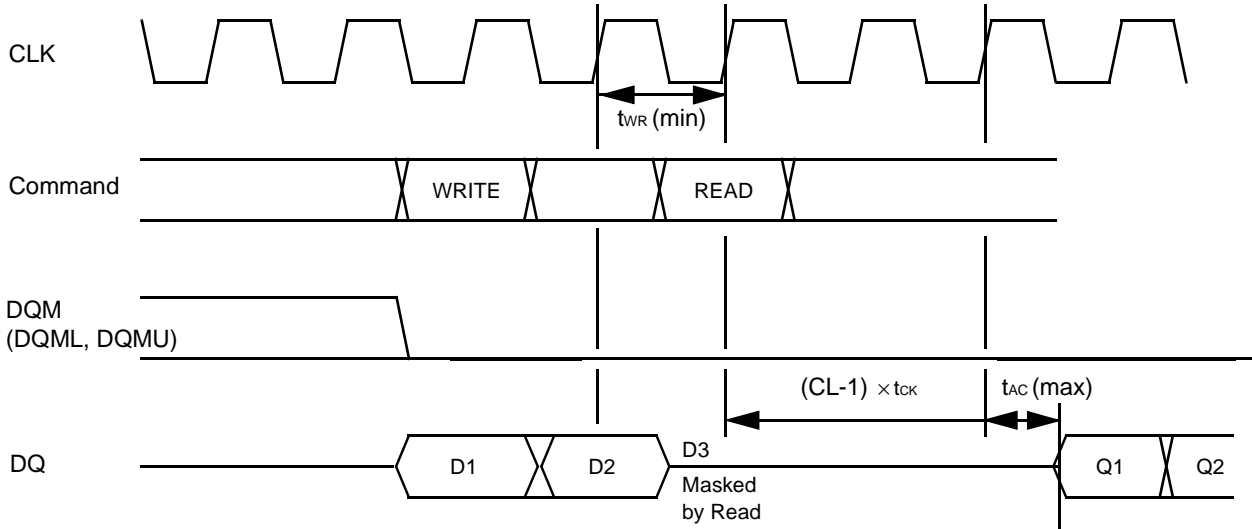 CLK
tWR (min)
Command
WRITE
READ
DQM
(DQML, DQMU)
(CL-1) × tCK
tAC (max)
DQ
D1
D2
D3
Masked
by Read
Q1
Q2